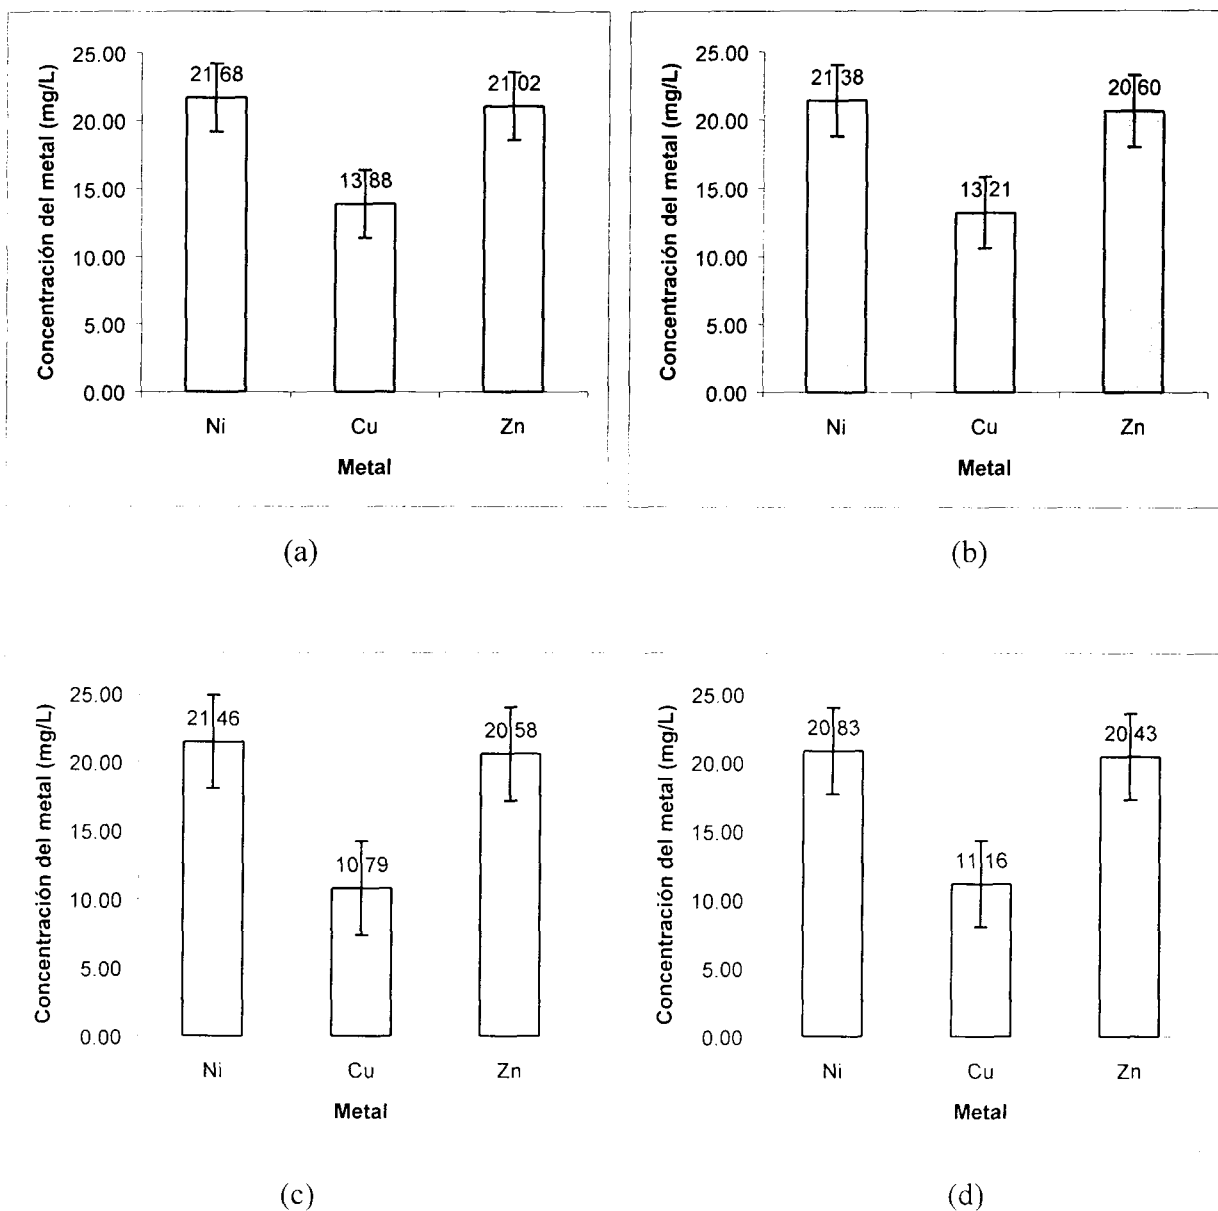 25.00
20.00
15.00
10.00
5.00
0.00
Concentración del metal (mg/L)
21.68
13.88
21.02
Ni Cu Zn
Metal
(a)
25.00
20.00
15.00
10.00
5.00
0.00
Concentración del metal (mg/L)
21.38
13.21
20.60
Ni Cu Zn
Metal
(b)
25.00
20.00
15.00
10.00
5.00
0.00
Concentración del metal (mg/L)
21.46
10.79
20.58
Ni Cu Zn
Metal
(c)
25.00
20.00
15.00
10.00
5.00
0.00
Concentración del metal (mg/L)
20.83
11.16
20.43
Ni Cu Zn
Metal
(d)